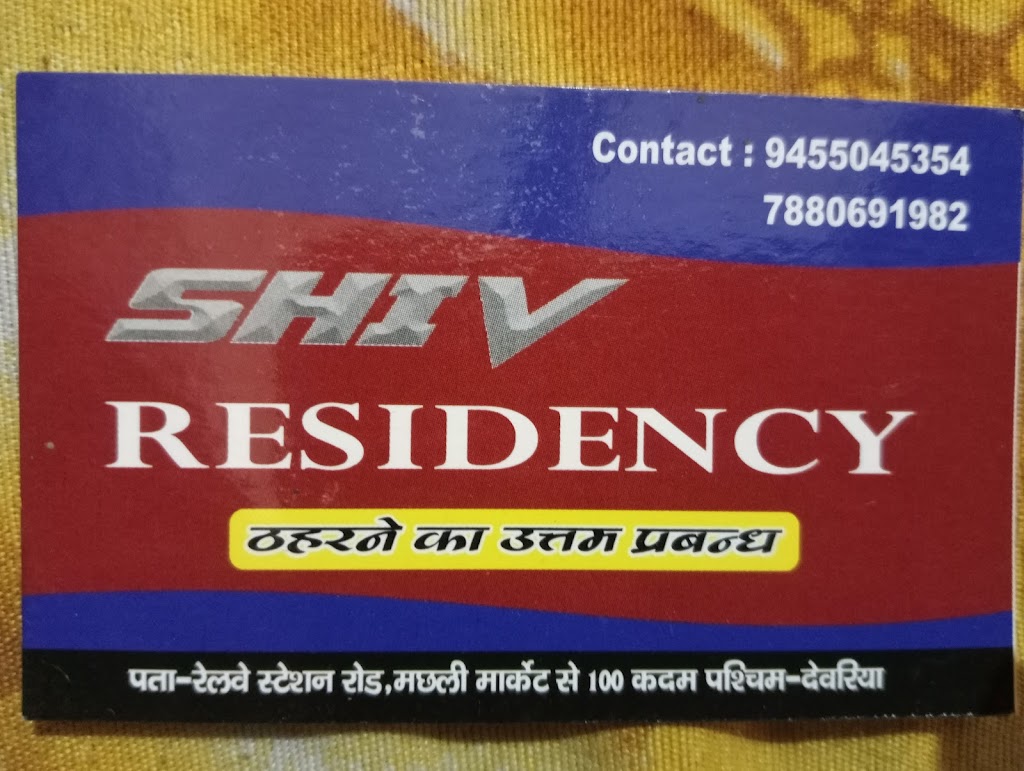 Contact : 9455045354
7880691982
SHIV
RESIDENCY
ठहरने का उत्तम प्रबन्ध
पता-रेलवे स्टेशन रोड,मछली मार्केट से 100 कदम पश्चिम-देवरिया